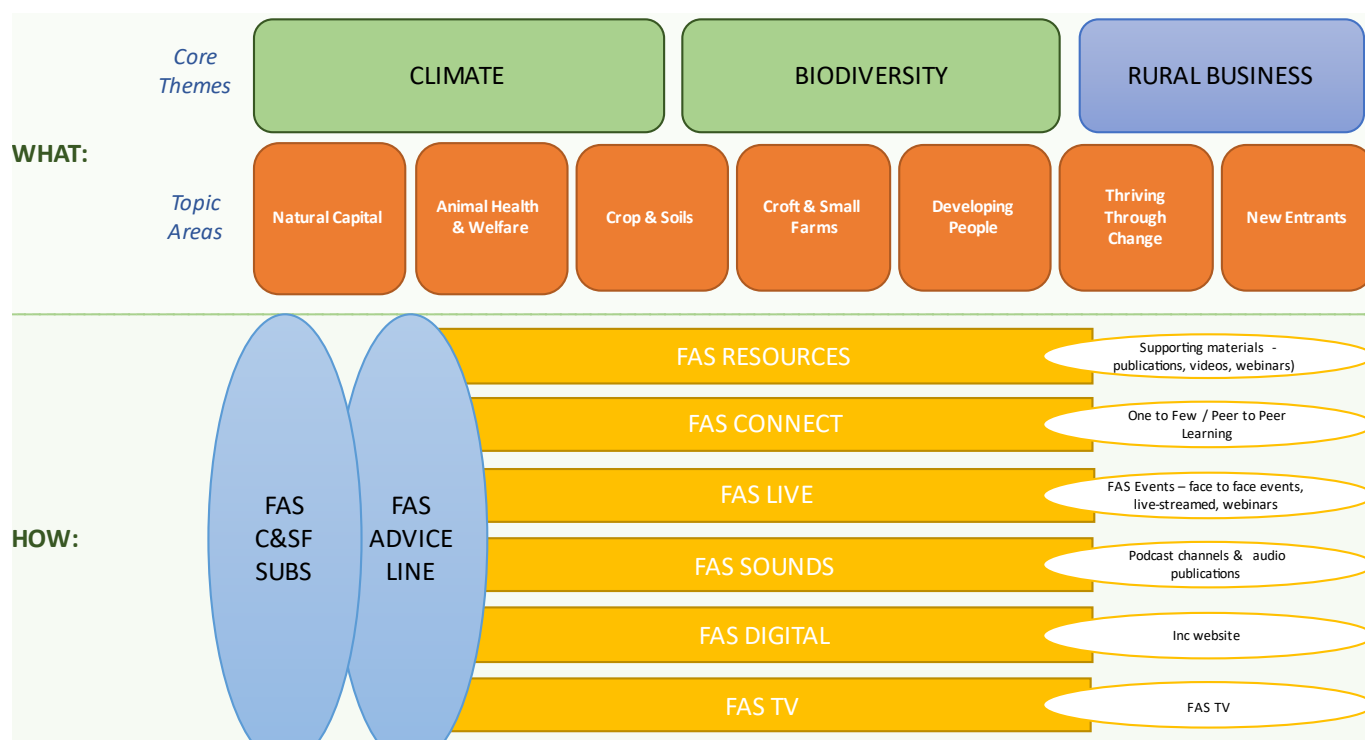 Core
Themes
CLIMATE
BIODIVERSITY
RURAL BUSINESS
WHAT:
Topic
Areas
Natural Capital
Animal Health
& Welfare
Crop & Soils
Croft & Small
Farms
Developing
People
Thriving
Through
Change
New Entrants
HOW:
FAS
C&SF
SUBS
FAS
ADVICE
LINE
FAS RESOURCES
Supporting materials -
publications, videos, webinars)
FAS CONNECT
One to Few / Peer to Peer
Learning
FAS LIVE
FAS Events – face to face events,
live-streamed, webinars
FAS SOUNDS
Podcast channels & audio
publications
FAS DIGITAL
Inc website
FAS TV
FAS TV